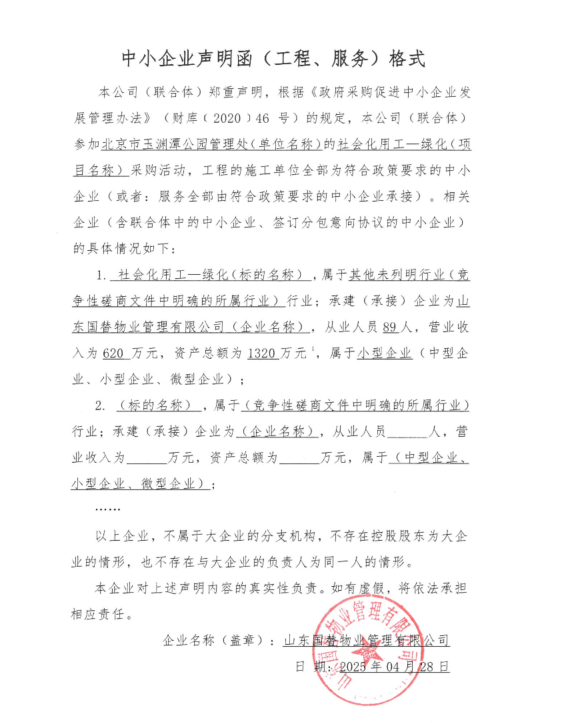 中小企业声明函（工程、服务）格式
本公司（联合体）郑重声明，根据《政府采购促进中小企业发
展管理办法》（财库﹝2020﹞46 号）的规定，本公司（联合体）
参加北京市玉渊潭公园管理处(单位名称)的社会化用工—绿化(项
目名称)采购活动，工程的施工单位全部为符合政策要求的中小
企业（或者：服务全部由符合政策要求的中小企业承接）。相关
企业（含联合体中的中小企业、签订分包意向协议的中小企业）
的具体情况如下：
1. 社会化用工—绿化(标的名称)，属于其他未列明行业(竞
争性磋商文件中明确的所属行业)行业；承建（承接）企业为山
东国替物业管理有限公司（企业名称），从业人员89人，营业收
入为 620 万元，资产总额为 1320 万元¹，属于小型企业（中型企
业、小型企业、微型企业）；
2. (标的名称)，属于(竞争性磋商文件中明确的所属行业)
行业；承建（承接）企业为(企业名称)，从业人员______人，营
业收入为______万元，资产总额为______万元，属于(中型企业、
小型企业、微型企业)；
……
以上企业，不属于大企业的分支机构，不存在控股股东为大企
业的情形，也不存在与大企业的负责人为同一人的情形。
本企业对上述声明内容的真实性负责。如有虚假，将依法承担
相应责任。
企业名称（盖章）：山东国替物业管理有限公司
日 期：2025年04月28日
山东国替物业管理有限公司